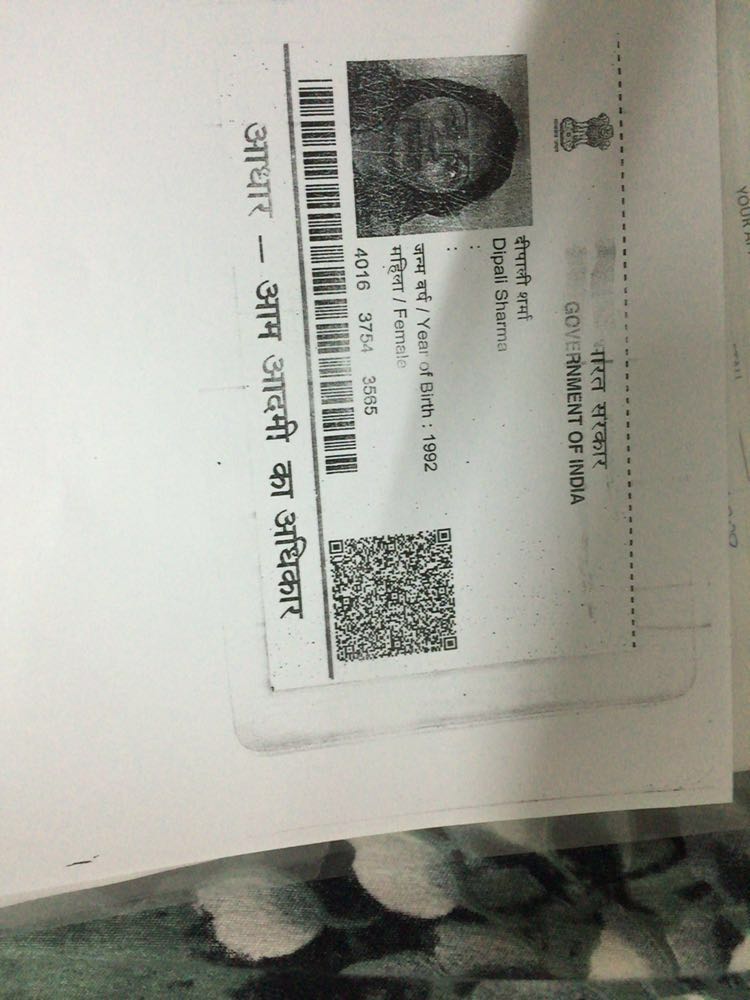 भारत सरकार
GOVERNMENT OF INDIA
दीपाली शर्मा
Dipali Sharma
:
:
जन्म वर्ष / Year of Birth : 1992
महिला / Female
4016 3754 3565
आधार — आम आदमी का अधिकार
YOUR